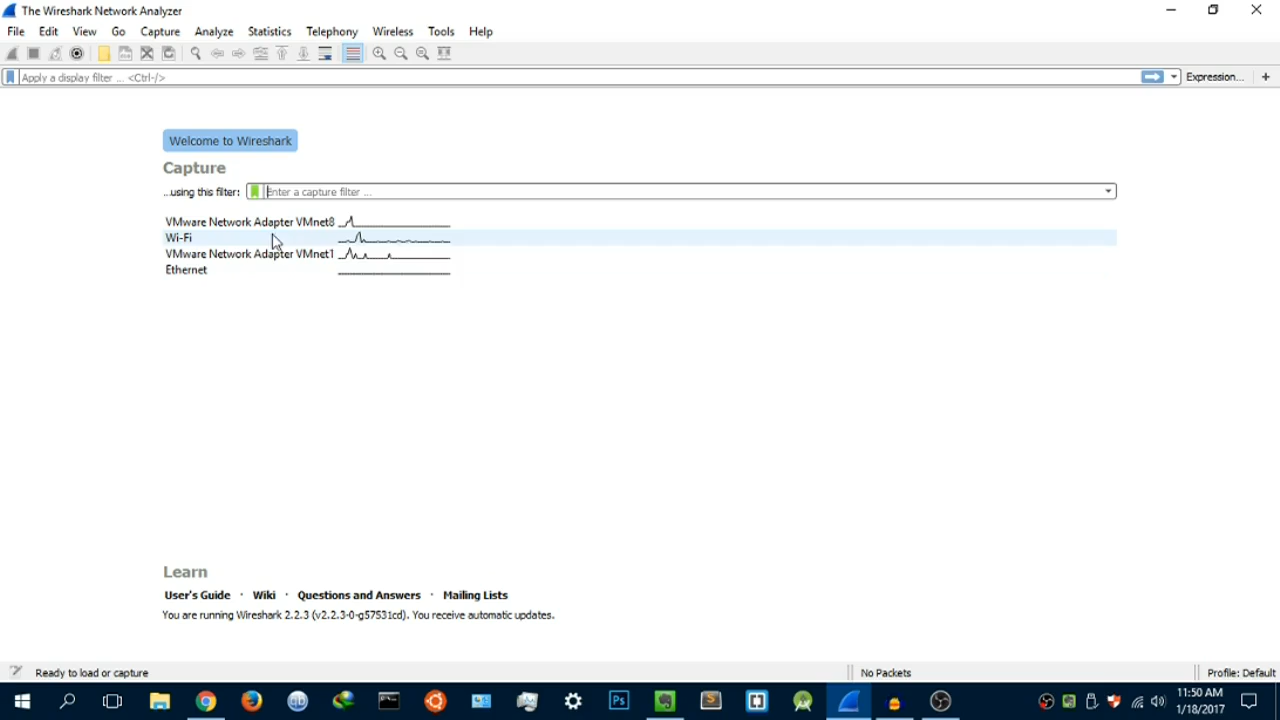 The Wireshark Network Analyzer
File Edit View Go Capture Analyze Statistics Telephony Wireless Tools Help
Apply a display filter ... <Ctrl-/> Expression... +
Welcome to Wireshark
Capture
...using this filter: Enter a capture filter ...
VMware Network Adapter VMnet8
Wi-Fi
VMware Network Adapter VMnet1
Ethernet
Learn
User's Guide · Wiki · Questions and Answers · Mailing Lists
You are running Wireshark 2.2.3 (v2.2.3-0-g57531cd). You receive automatic updates.
Ready to load or capture No Packets Profile: Default
Ps
11:50 AM
1/18/2017